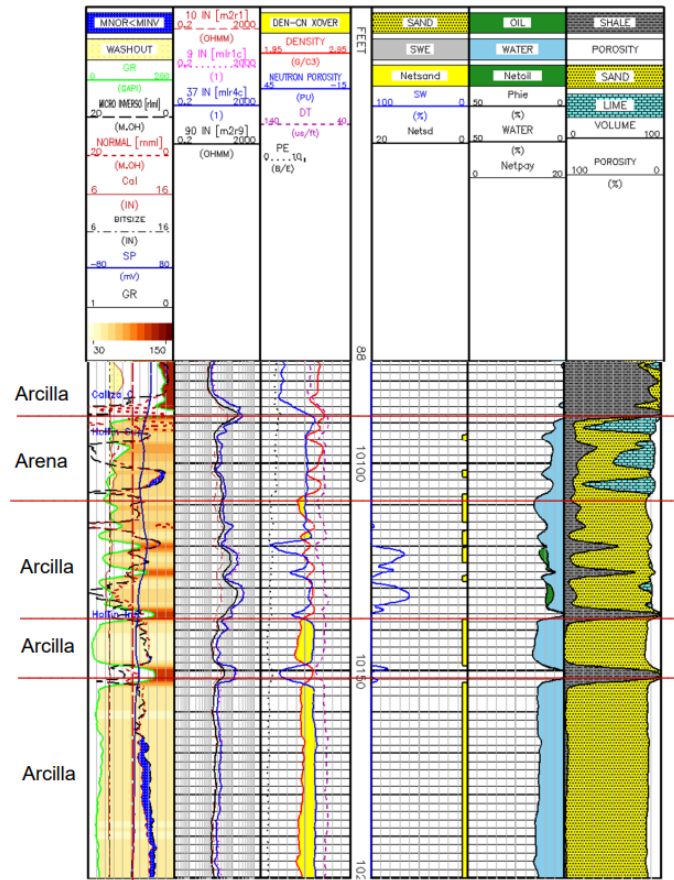 MNOR<MINV
WASHOUT
0 GR 200
(GAPI)
MICRO INVERSO [rlml]
20 0
(M.OH)
NORMAL [rnml]
20 0
(M.OH)
Cal
6 16
(IN)
BITSIZE
6 16
(IN)
SP
-80 80
(mV)
GR
1 0
30 150
10 IN [m2r1]
0.2 2000
(OHMM)
9 IN [mlr1c]
0.2 2000
(1)
37 IN [mlr4c]
0.2 2000
(1)
90 IN [m2r9]
0.2 2000
(OHMM)
DEN-CN XOVER
DENSITY
1.95 2.95
(G/C3)
NEUTRON POROSITY
45 -15
(PU)
DT
140 40
(us/ft)
PE
0 10
(B/E)
FEET
SAND
SWE
Netsand
SW
100 0
(%)
Netsd
20 0
OIL
WATER
Netoil
Phie
50 0
(%)
WATER
50 0
(%)
Netpay
0 20
SHALE
POROSITY
SAND
LIME
VOLUME
0 100
POROSITY
100 0
(%)
88
Arcilla
Arena
10100
Arcilla
Arcilla
10150
Arcilla
102